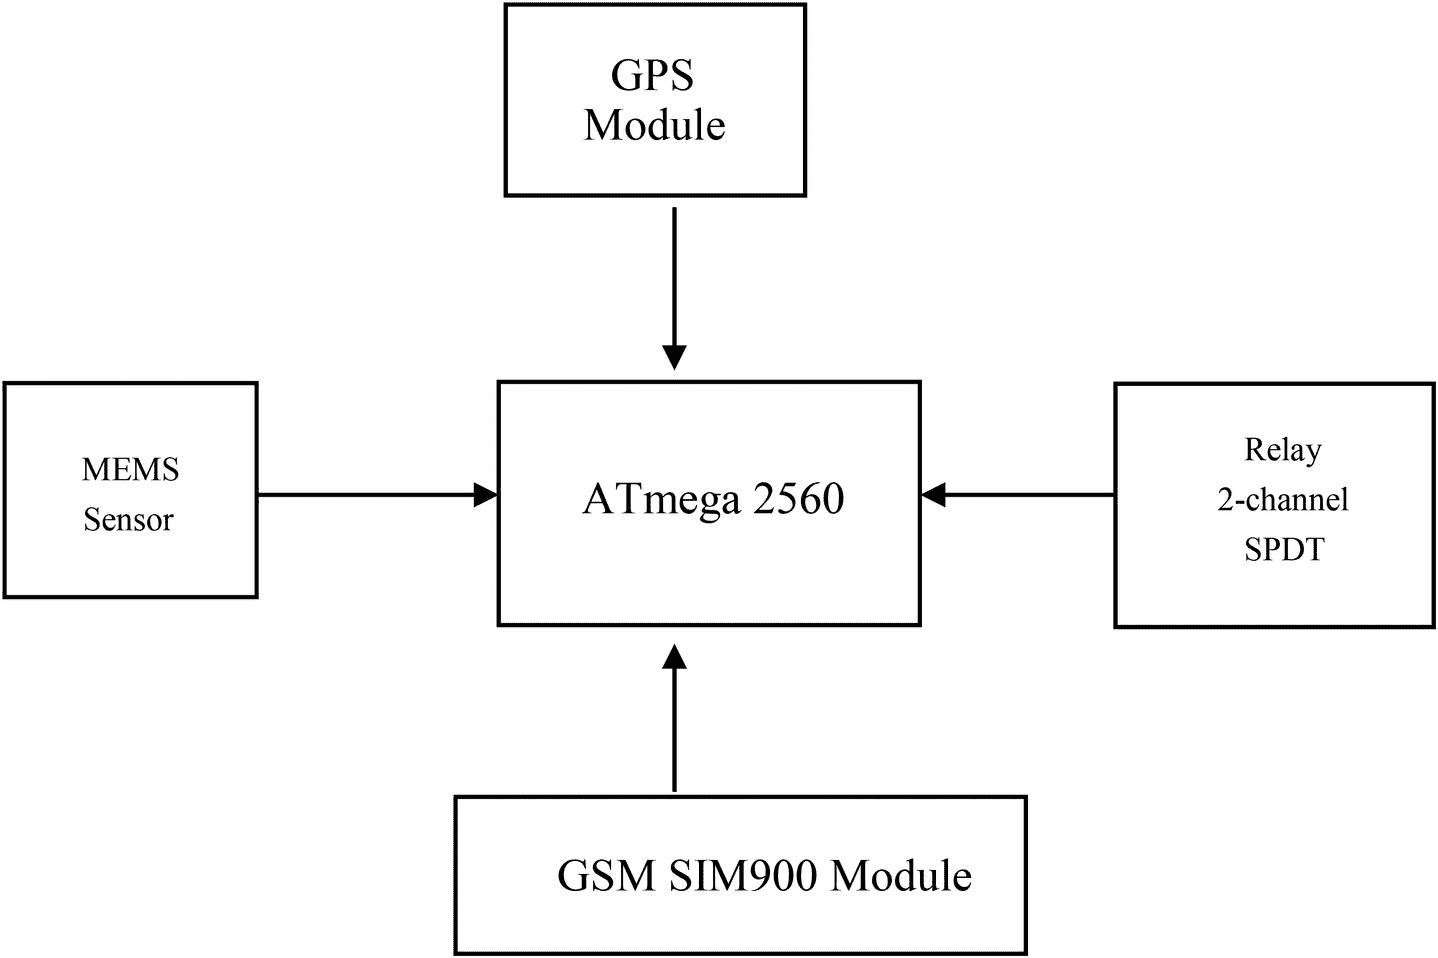 GPS
Module
MEMS
Sensor
ATmega 2560
Relay
2-channel
SPDT
GSM SIM900 Module